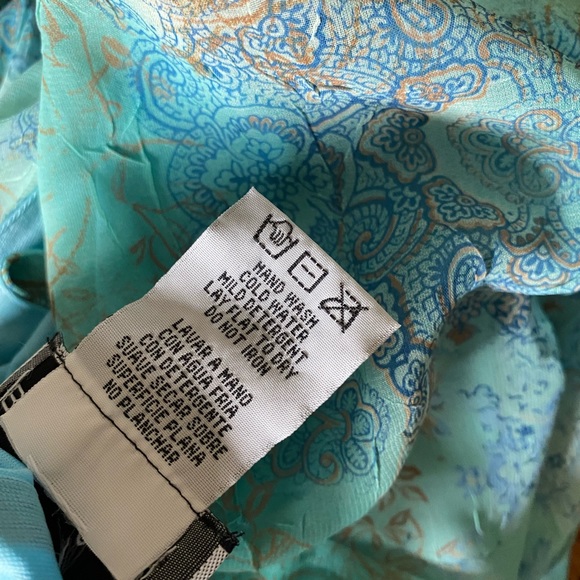 HAND WASH
COLD WATER
MILD DETERGENT
LAY FLAT TO DRY
DO NOT IRON
LAVAR A MANO
CON AGUA FRIA
CON DETERGENTE
SUAVE SECAR SOBRE
SUPERFICIE PLANA
NO PLANCHAR